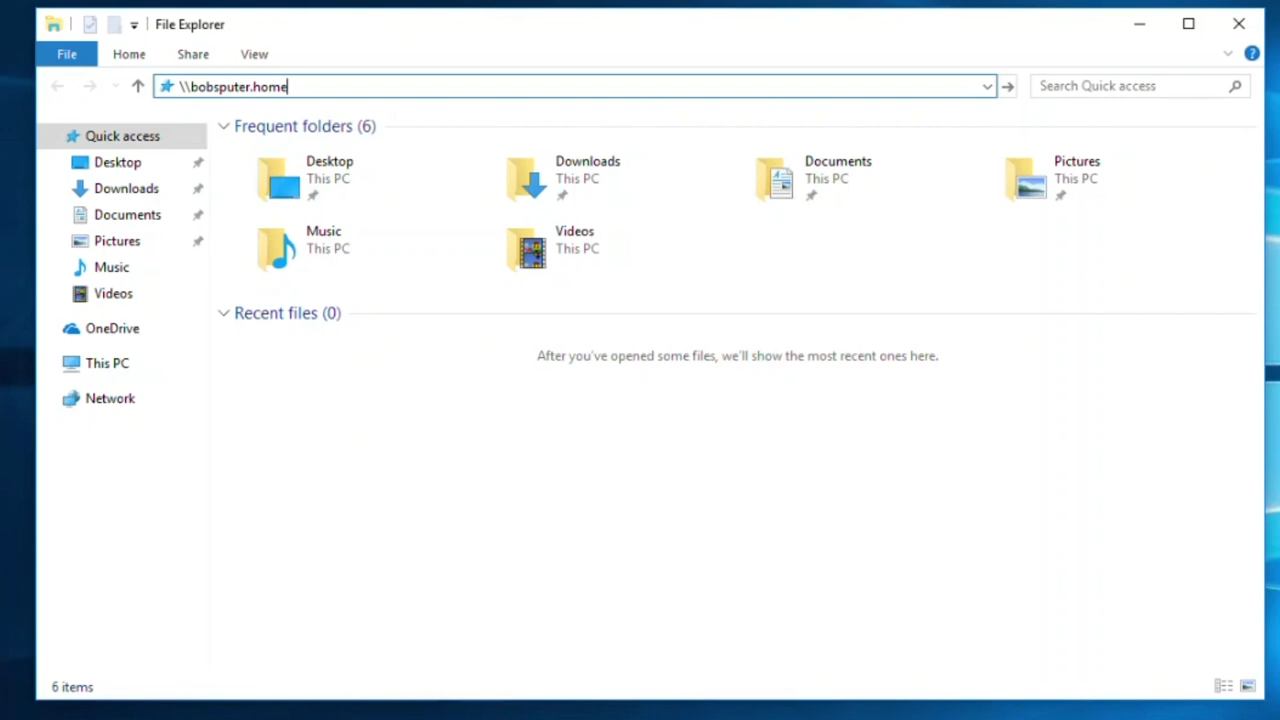 File Explorer
File Home Share View
\\bobsputer.home
Search Quick access
Quick access
Desktop
Downloads
Documents
Pictures
Music
Videos
OneDrive
This PC
Network
Frequent folders (6)
Desktop
This PC
Downloads
This PC
Documents
This PC
Pictures
This PC
Music
This PC
Videos
This PC
Recent files (0)
After you've opened some files, we'll show the most recent ones here.
6 items